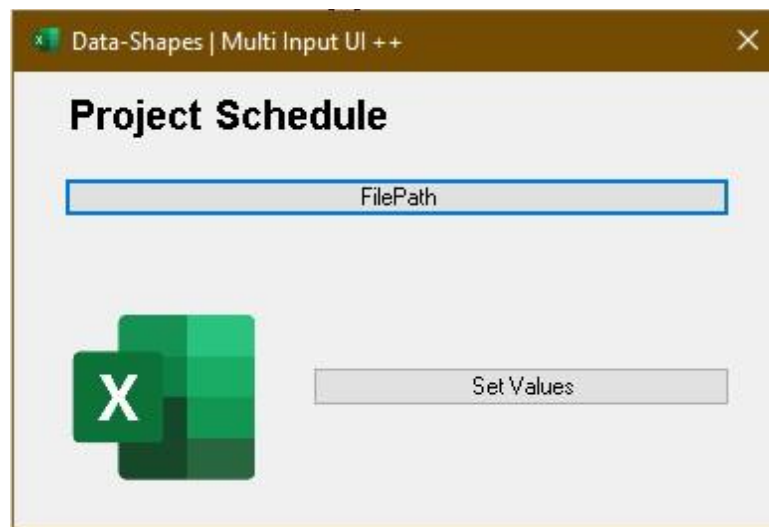 Data-Shapes | Multi Input UI ++
Project Schedule
FilePath
X
Set Values